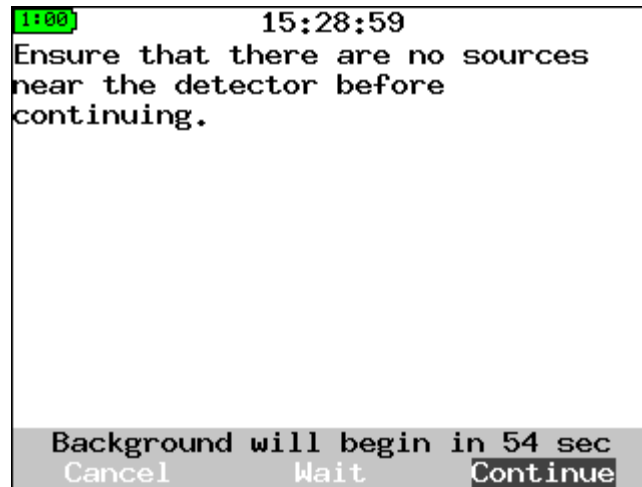 1:00 15:28:59
Ensure that there are no sources
near the detector before
continuing.
Background will begin in 54 sec
Cancel Wait Continue